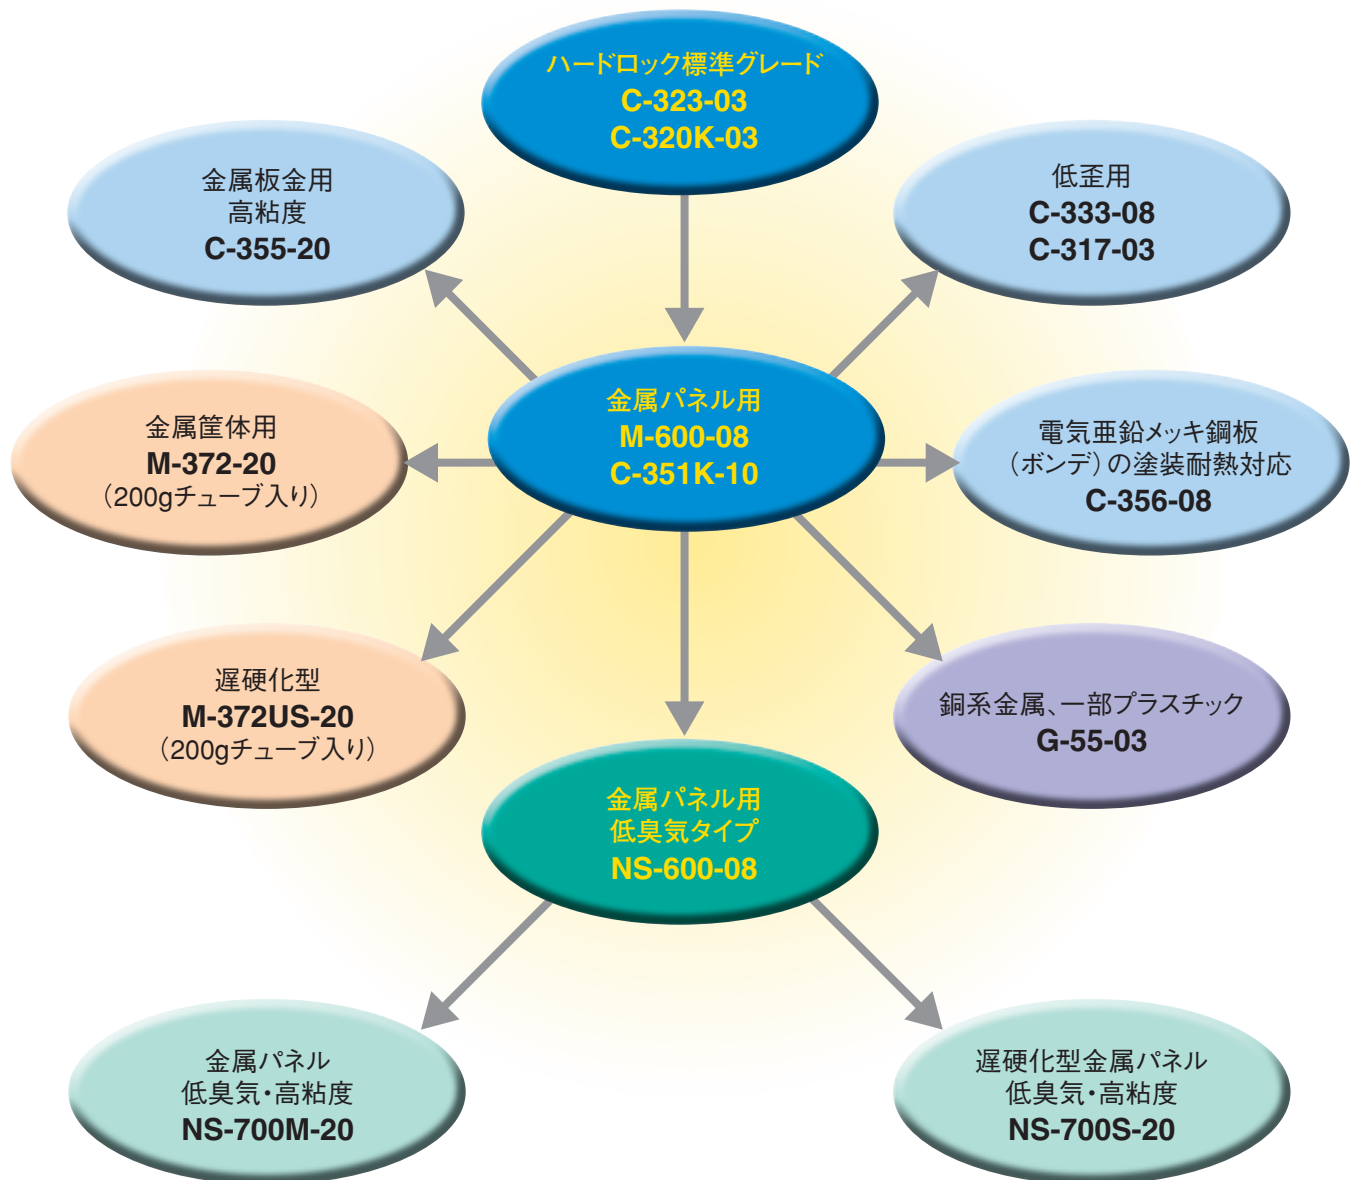 ハードロック標準グレード
C-323-03
C-320K-03
金属板金用
高粘度
C-355-20
低歪用
C-333-08
C-317-03
金属パネル用
M-600-08
C-351K-10
金属筐体用
M-372-20
（200gチューブ入り）
電気亜鉛メッキ鋼板
（ボンデ）の塗装耐熱対応
C-356-08
遅硬化型
M-372US-20
（200gチューブ入り）
銅系金属、一部プラスチック
G-55-03
金属パネル用
低臭気タイプ
NS-600-08
金属パネル
低臭気・高粘度
NS-700M-20
遅硬化型金属パネル
低臭気・高粘度
NS-700S-20